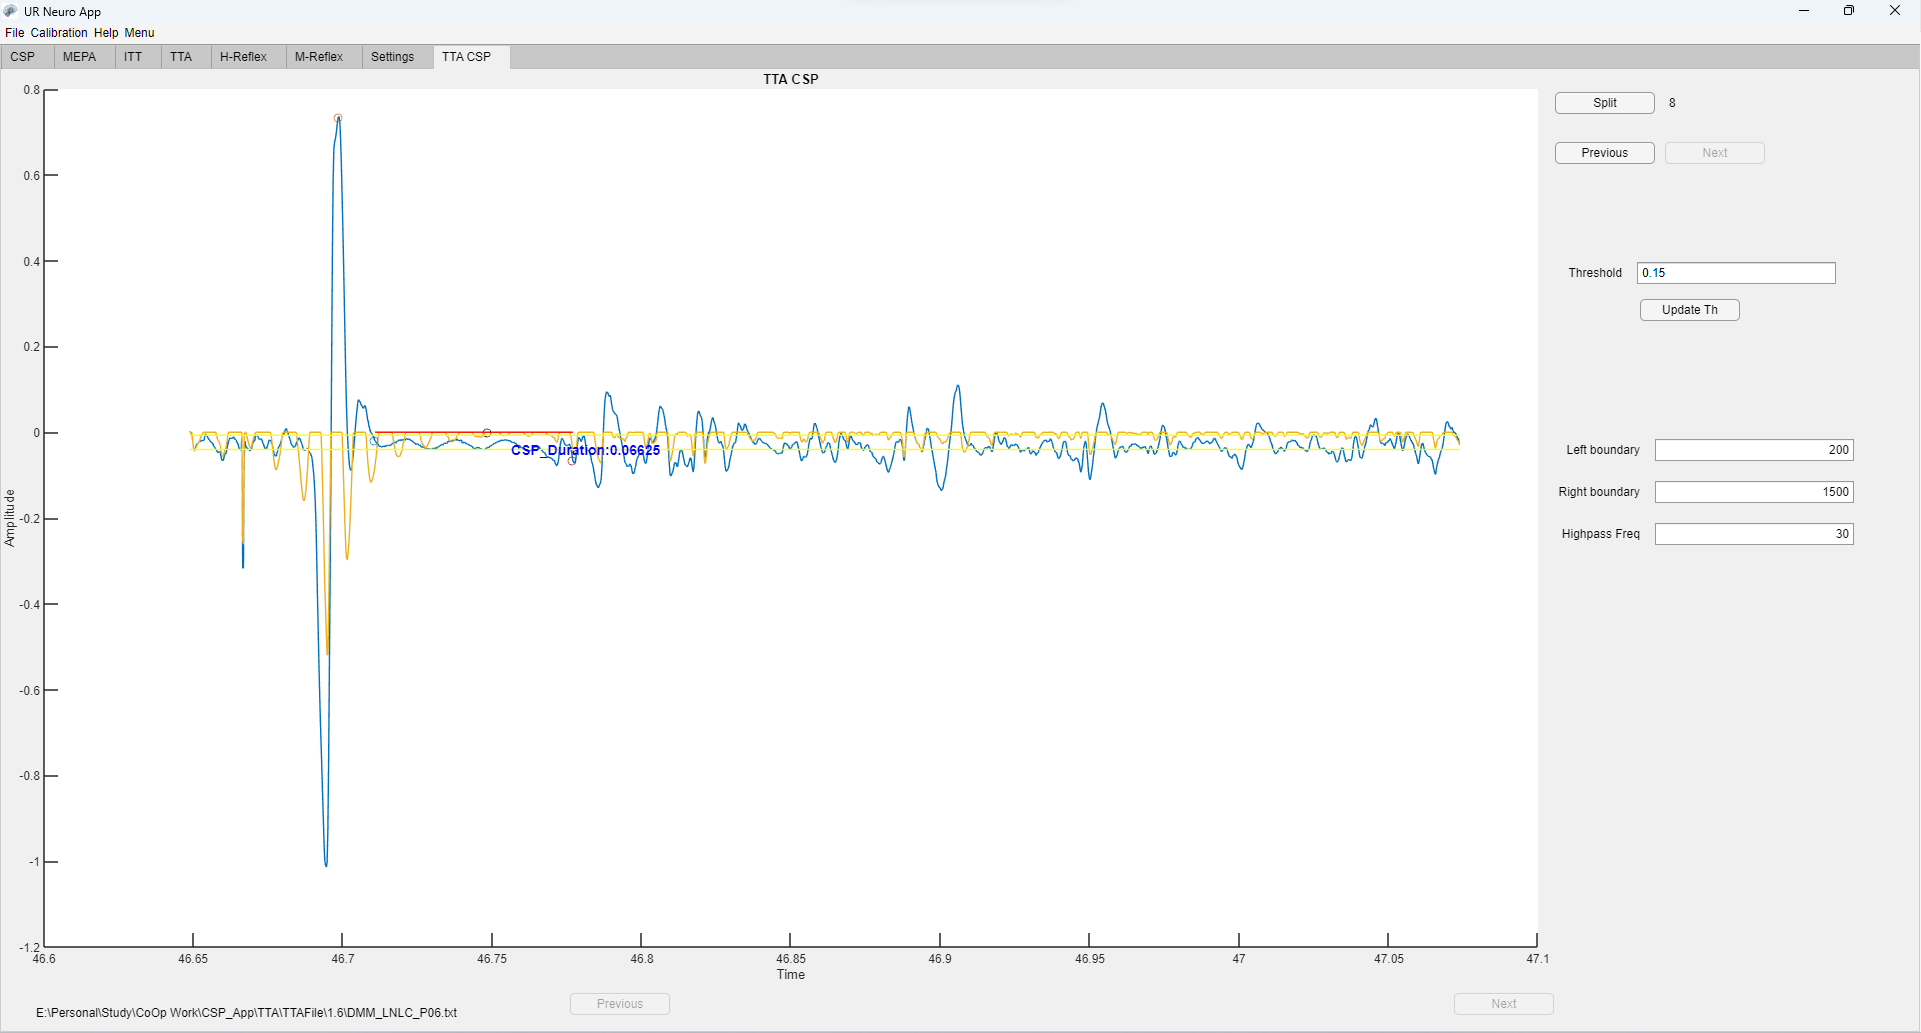 UR Neuro App
File Calibration Help Menu
CSP MEPA ITT TTA H-Reflex M-Reflex Settings TTA CSP
TTA CSP
Split 8
Previous Next
Threshold 0.15
Update Th
Left boundary 200
Right boundary 1500
Highpass Freq 30
0.8
0.6
0.4
0.2
0
-0.2
-0.4
-0.6
-0.8
-1
-1.2
Amplitude
CSP_Duration:0.06625
46.6 46.65 46.7 46.75 46.8 46.85 46.9 46.95 47 47.05 47.1
Time
Previous Next
E:\Personal\Study\CoOp Work\CSP_App\TTA\TTAFile\1.6\DMM_LNLC_P06.txt